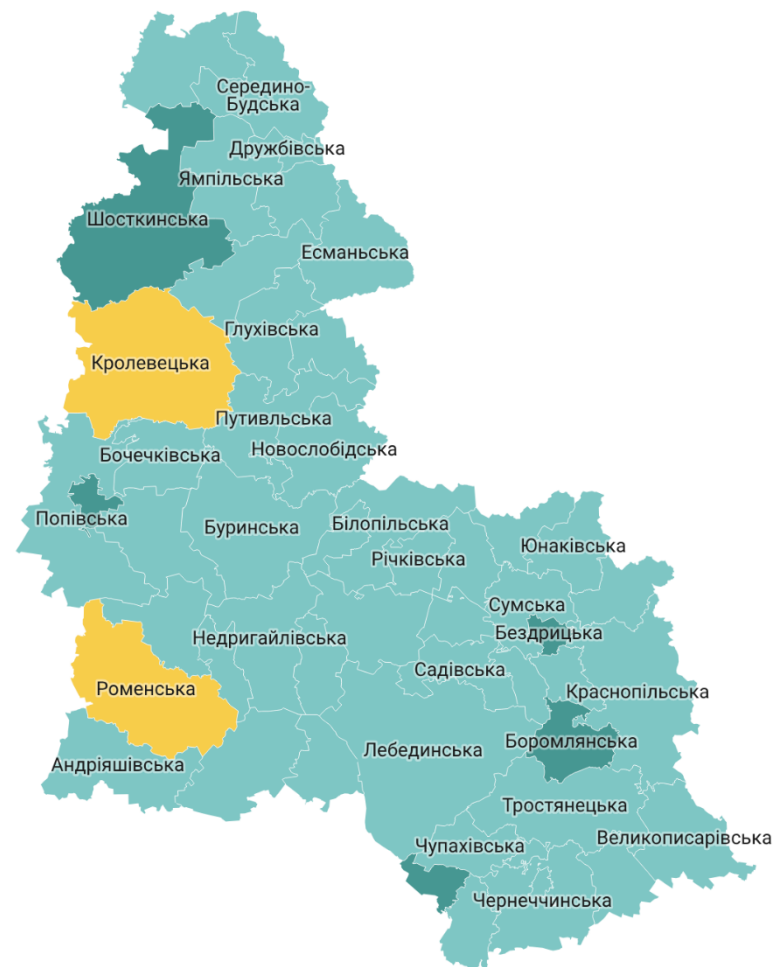 Середино-
Будська
Дружбівська
Ямпільська
Шосткинська
Есманьська
Глухівська
Кролевецька
Путивльська
Новослобідська
Бочечківська
Попівська
Буринська
Білопільська
Річківська
Юнаківська
Сумська
Бездрицька
Недригайлівська
Садівська
Роменська
Краснопільська
Боромлянська
Лебединська
Андріяшівська
Тростянецька
Великописарівська
Чупахівська
Чернеччинська